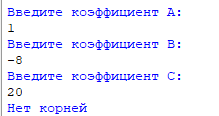 Введите коэффициент A:
1
Введите коэффициент B:
-8
Введите коэффициент C:
20
Нет корней